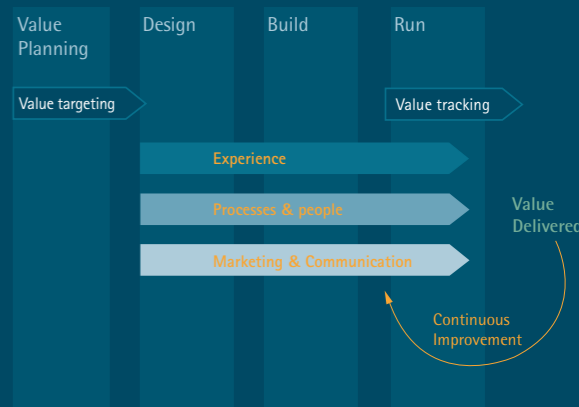 Value
Planning
Design
Build
Run
Value targeting
Value tracking
Experience
Processes & people
Marketing & Communication
Value
Delivered
Continuous
Improvement